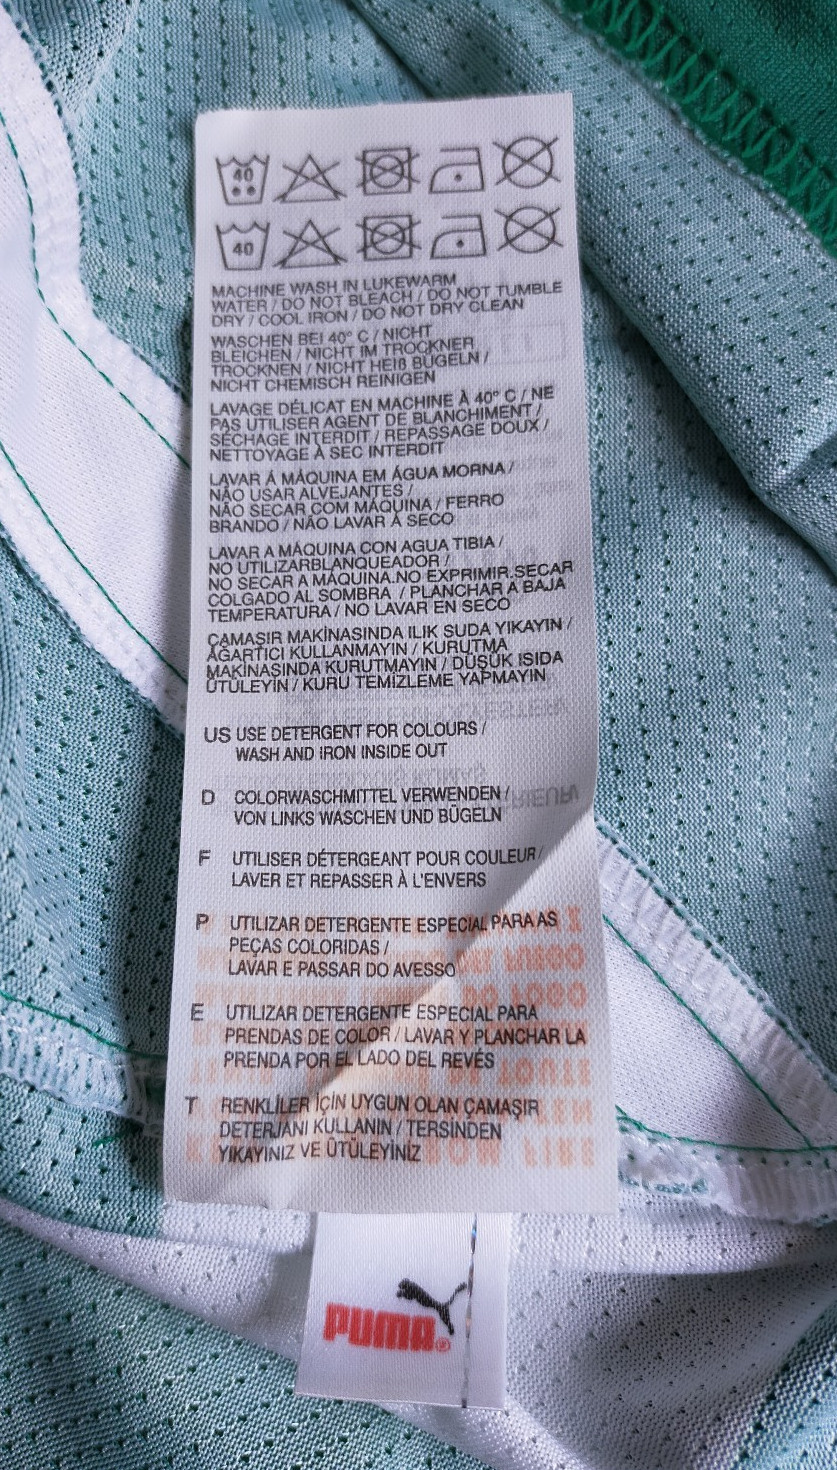 40
40
MACHINE WASH IN LUKEWARM
WATER / DO NOT BLEACH / DO NOT TUMBLE
DRY / COOL IRON / DO NOT DRY CLEAN
WASCHEN BEI 40° C / NICHT
BLEICHEN / NICHT IM TROCKNER
TROCKNEN / NICHT HEIß BÜGELN /
NICHT CHEMISCH REINIGEN
LAVAGE DÉLICAT EN MACHINE À 40° C / NE
PAS UTILISER AGENT DE BLANCHIMENT /
SÉCHAGE INTERDIT / REPASSAGE DOUX /
NETTOYAGE À SEC INTERDIT
LAVAR Á MÁQUINA EM ÁGUA MORNA /
NÃO USAR ALVEJANTES /
NÃO SECAR COM MÁQUINA / FERRO
BRANDO / NÃO LAVAR À SECO
LAVAR A MÁQUINA CON AGUA TIBIA /
NO UTILIZARBLANQUEADOR /
NO SECAR A MÁQUINA.NO EXPRIMIR.SECAR
COLGADO AL SOMBRA / PLANCHAR A BAJA
TEMPERATURA / NO LAVAR EN SECO
ÇAMAŞIR MAKİNASINDA ILIK SUDA YIKAYIN /
AĞARTICI KULLANMAYIN / KURUTMA
MAKİNASINDA KURUTMAYIN / DÜŞÜK ISIDA
ÜTÜLEYİN / KURU TEMİZLEME YAPMAYIN
US USE DETERGENT FOR COLOURS /
WASH AND IRON INSIDE OUT
D COLORWASCHMITTEL VERWENDEN /
VON LINKS WASCHEN UND BÜGELN
F UTILISER DÉTERGEANT POUR COULEUR/
LAVER ET REPASSER À L'ENVERS
P UTILIZAR DETERGENTE ESPECIAL PARA AS
PEÇAS COLORIDAS /
LAVAR E PASSAR DO AVESSO
E UTILIZAR DETERGENTE ESPECIAL PARA
PRENDAS DE COLOR / LAVAR Y PLANCHAR LA
PRENDA POR EL LADO DEL REVÉS
T RENKLİLER İÇİN UYGUN OLAN ÇAMAŞIR
DETERJANI KULLANIN / TERSİNDEN
YIKAYINIZ VE ÜTÜLEYİNİZ
PUMA®